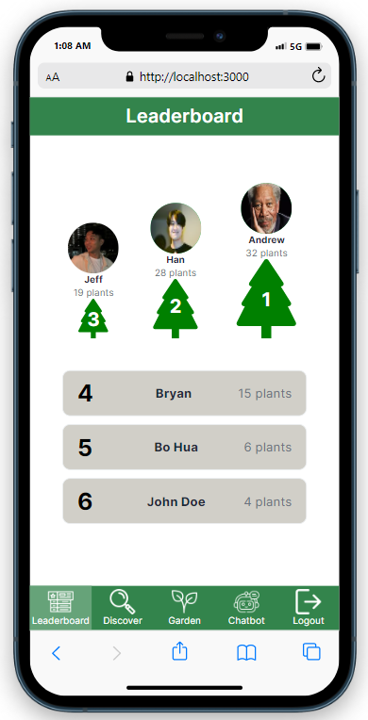 1:08 AM 5G
AA http://localhost:3000
Leaderboard
Andrew
32 plants
Han
28 plants
Jeff
19 plants
3 2 1
4 Bryan 15 plants
5 Bo Hua 6 plants
6 John Doe 4 plants
Leaderboard Discover Garden Chatbot Logout